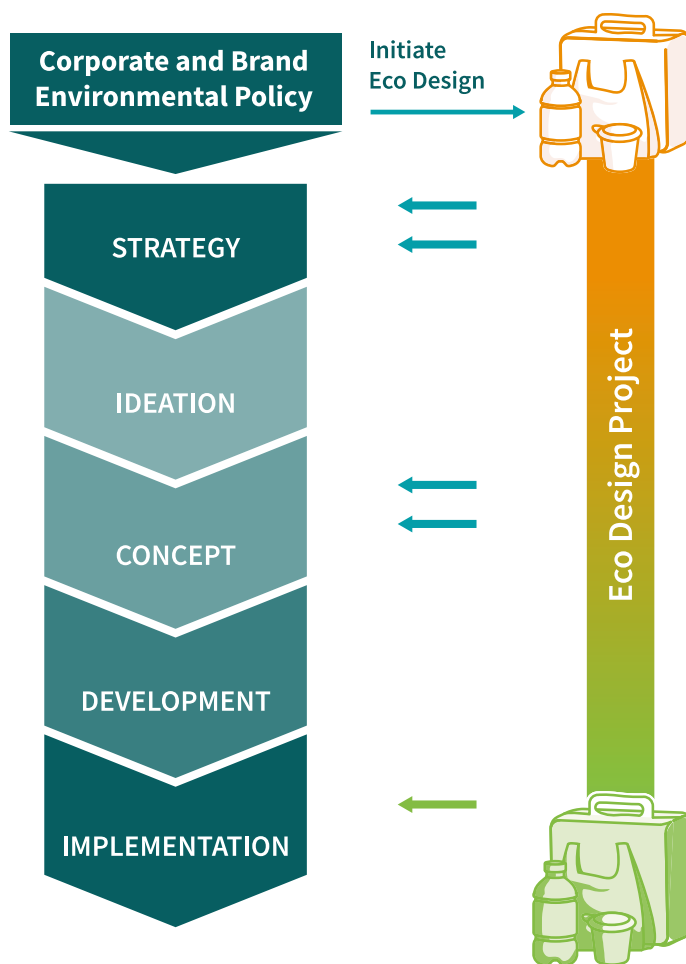 Corporate and Brand
Environmental Policy
Initiate
Eco Design
STRATEGY
IDEATION
CONCEPT
DEVELOPMENT
IMPLEMENTATION
Eco Design Project